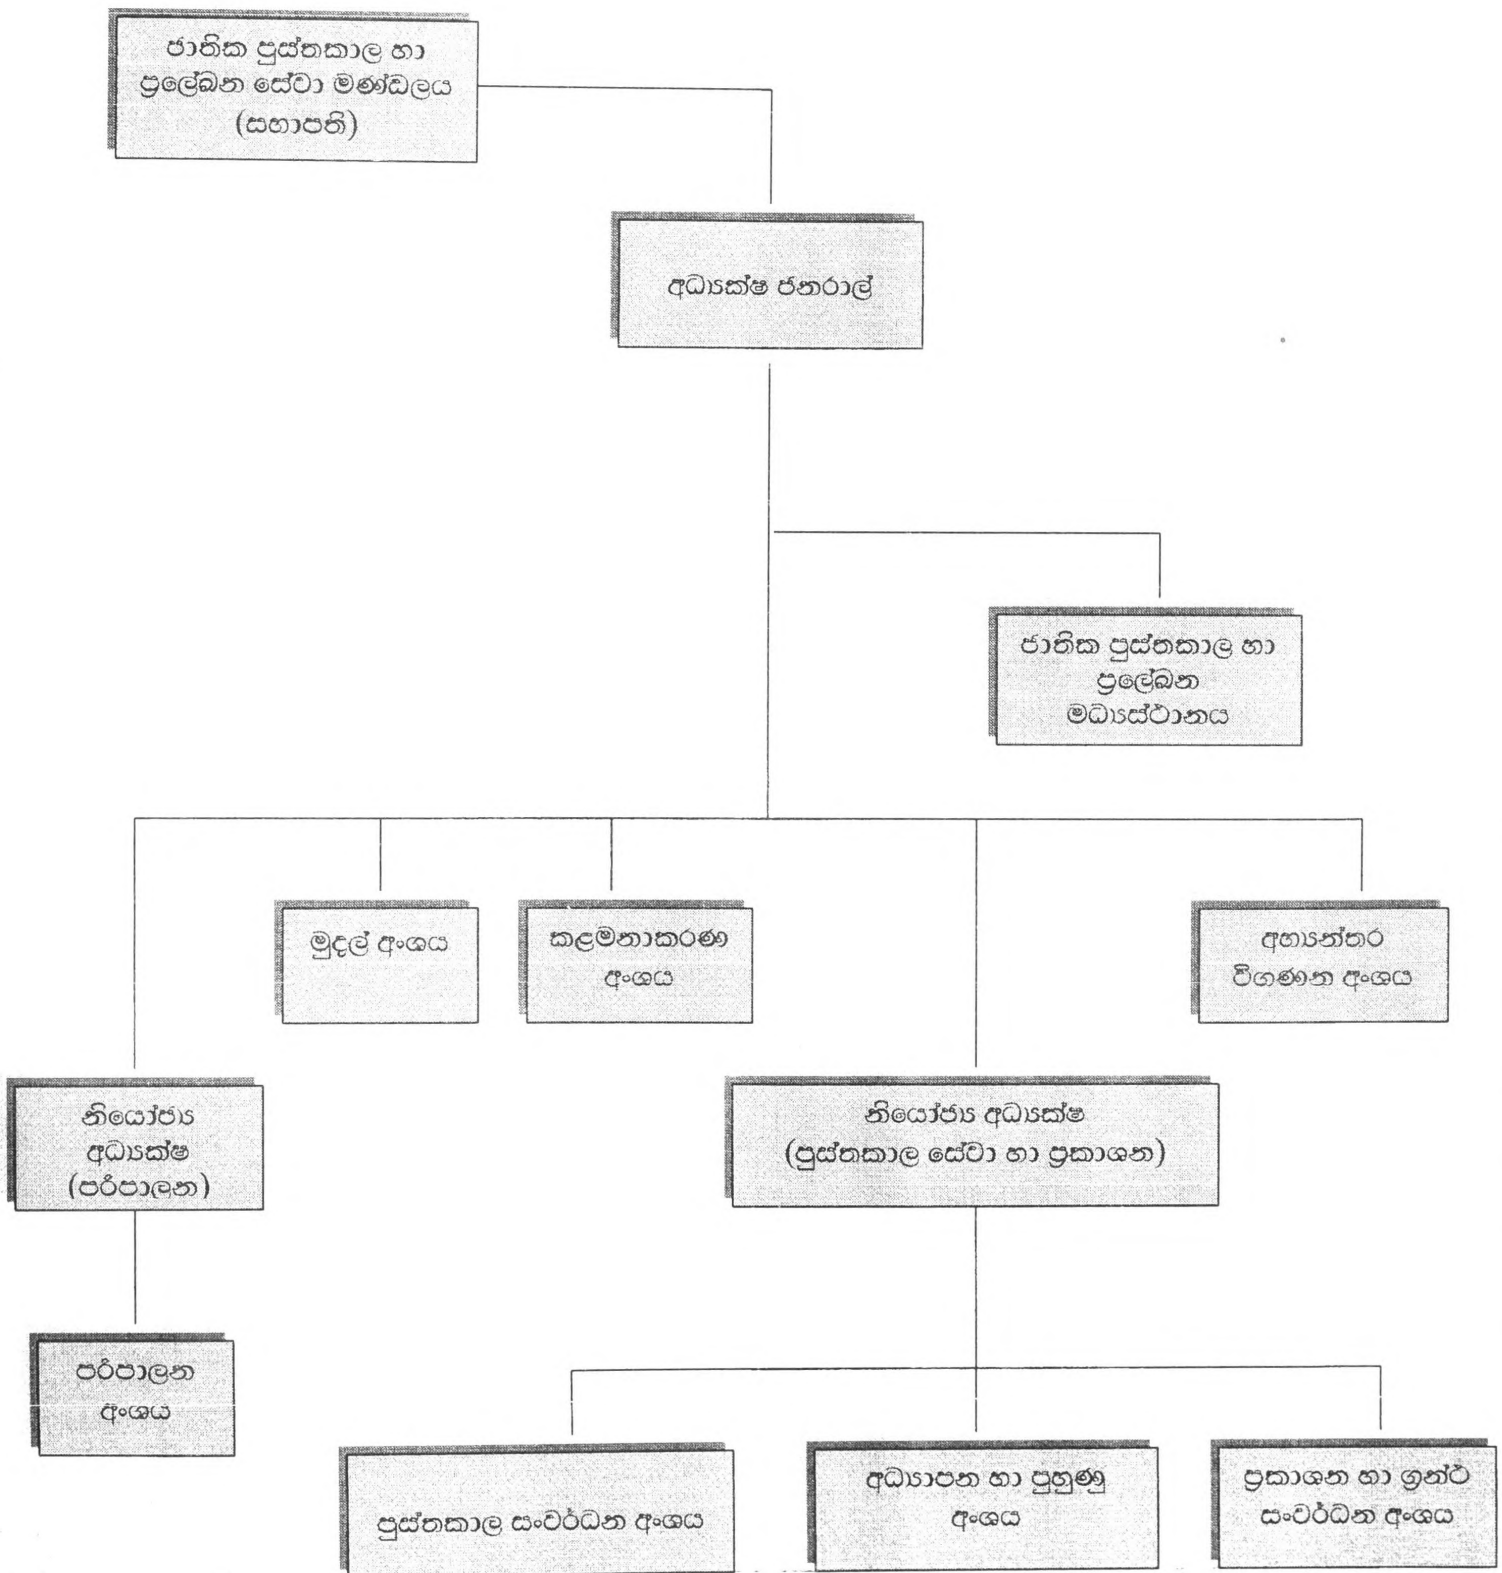 ජාතික පුස්තකාල හා
ප්‍රලේඛන සේවා මණ්ඩලය
(සභාපති)
අධ්‍යක්ෂ ජනරාල්
ජාතික පුස්තකාල හා
ප්‍රලේඛන
මධ්‍යස්ථානය
මුදල් අංශය
කළමනාකරණ
අංශය
අභ්‍යන්තර
විගණන අංශය
නියෝජ්‍ය
අධ්‍යක්ෂ
(පරිපාලන)
නියෝජ්‍ය අධ්‍යක්ෂ
(පුස්තකාල සේවා හා ප්‍රකාශන)
පරිපාලන
අංශය
පුස්තකාල සංවර්ධන අංශය
අධ්‍යාපන හා පුහුණු
අංශය
ප්‍රකාශන හා ග්‍රන්ථ
සංවර්ධන අංශය